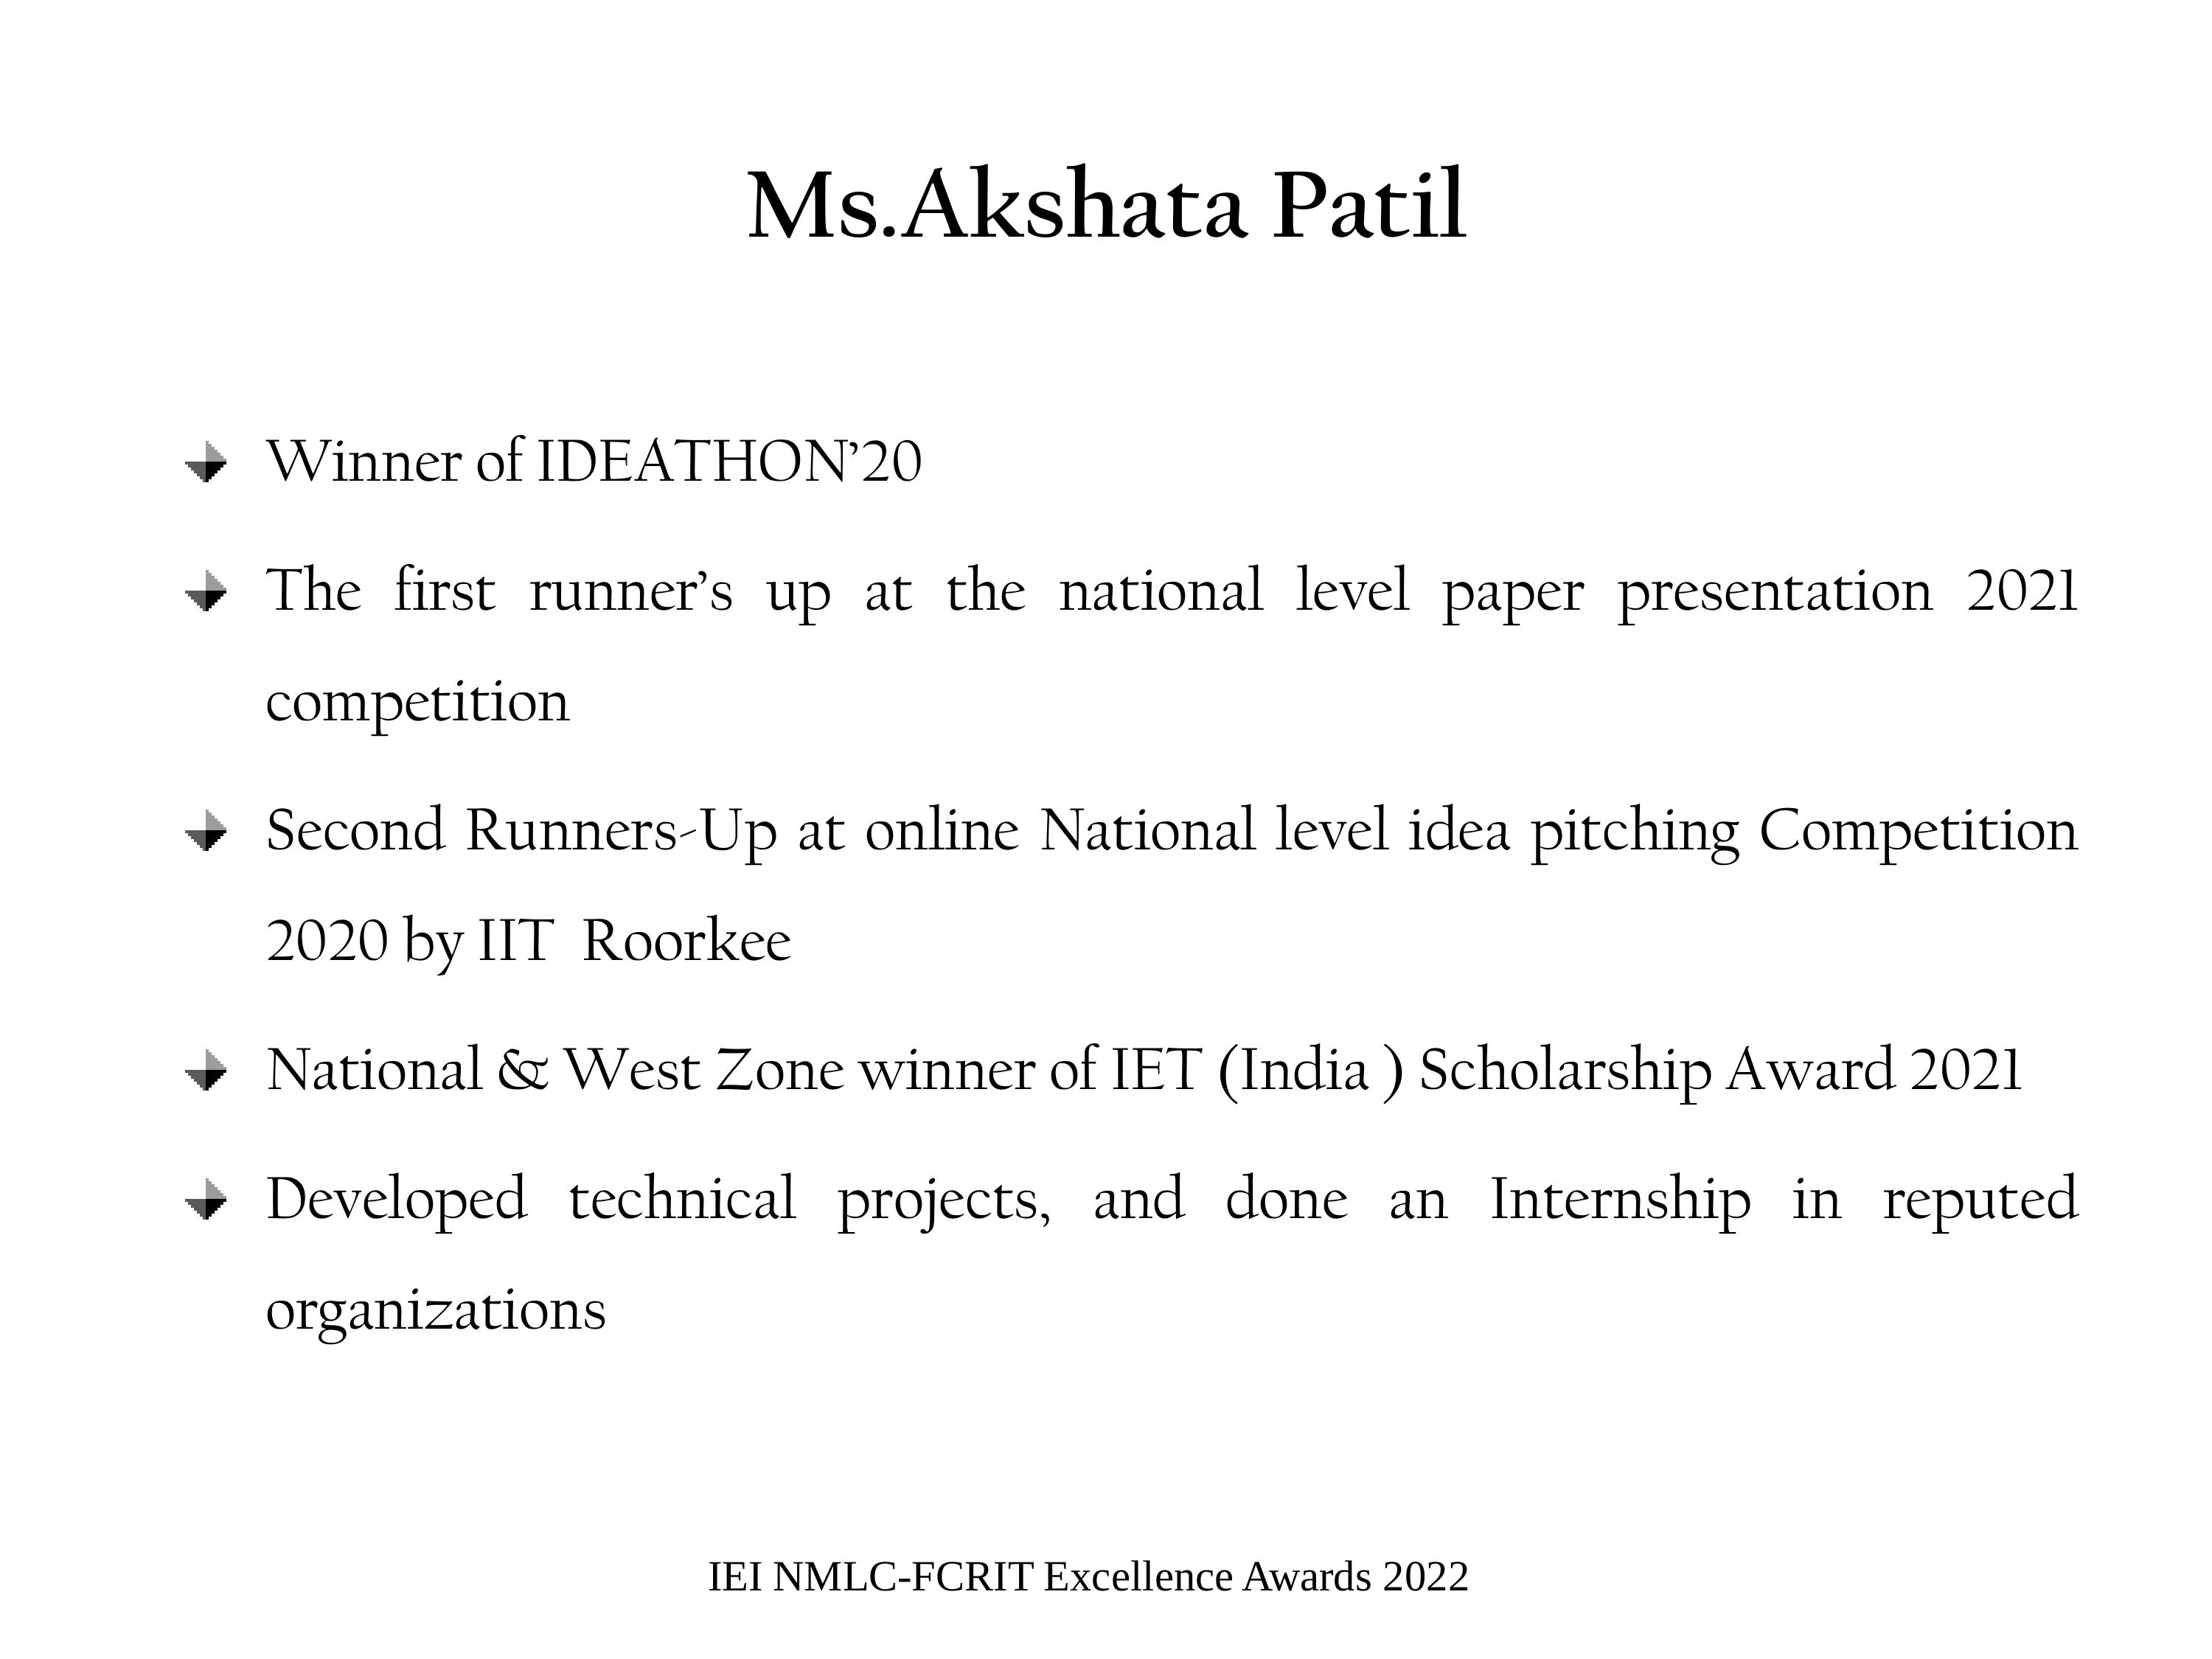 Ms.Akshata Patil
Winner of IDEATHON’20
The first runner’s up at the national level paper presentation 2021
competition
Second Runners-Up at online National level idea pitching Competition
2020 by IIT  Roorkee
National & West Zone winner of IET (India ) Scholarship Award 2021
Developed technical projects, and done an Internship in reputed
organizations
IEI NMLC-FCRIT Excellence Awards 2022